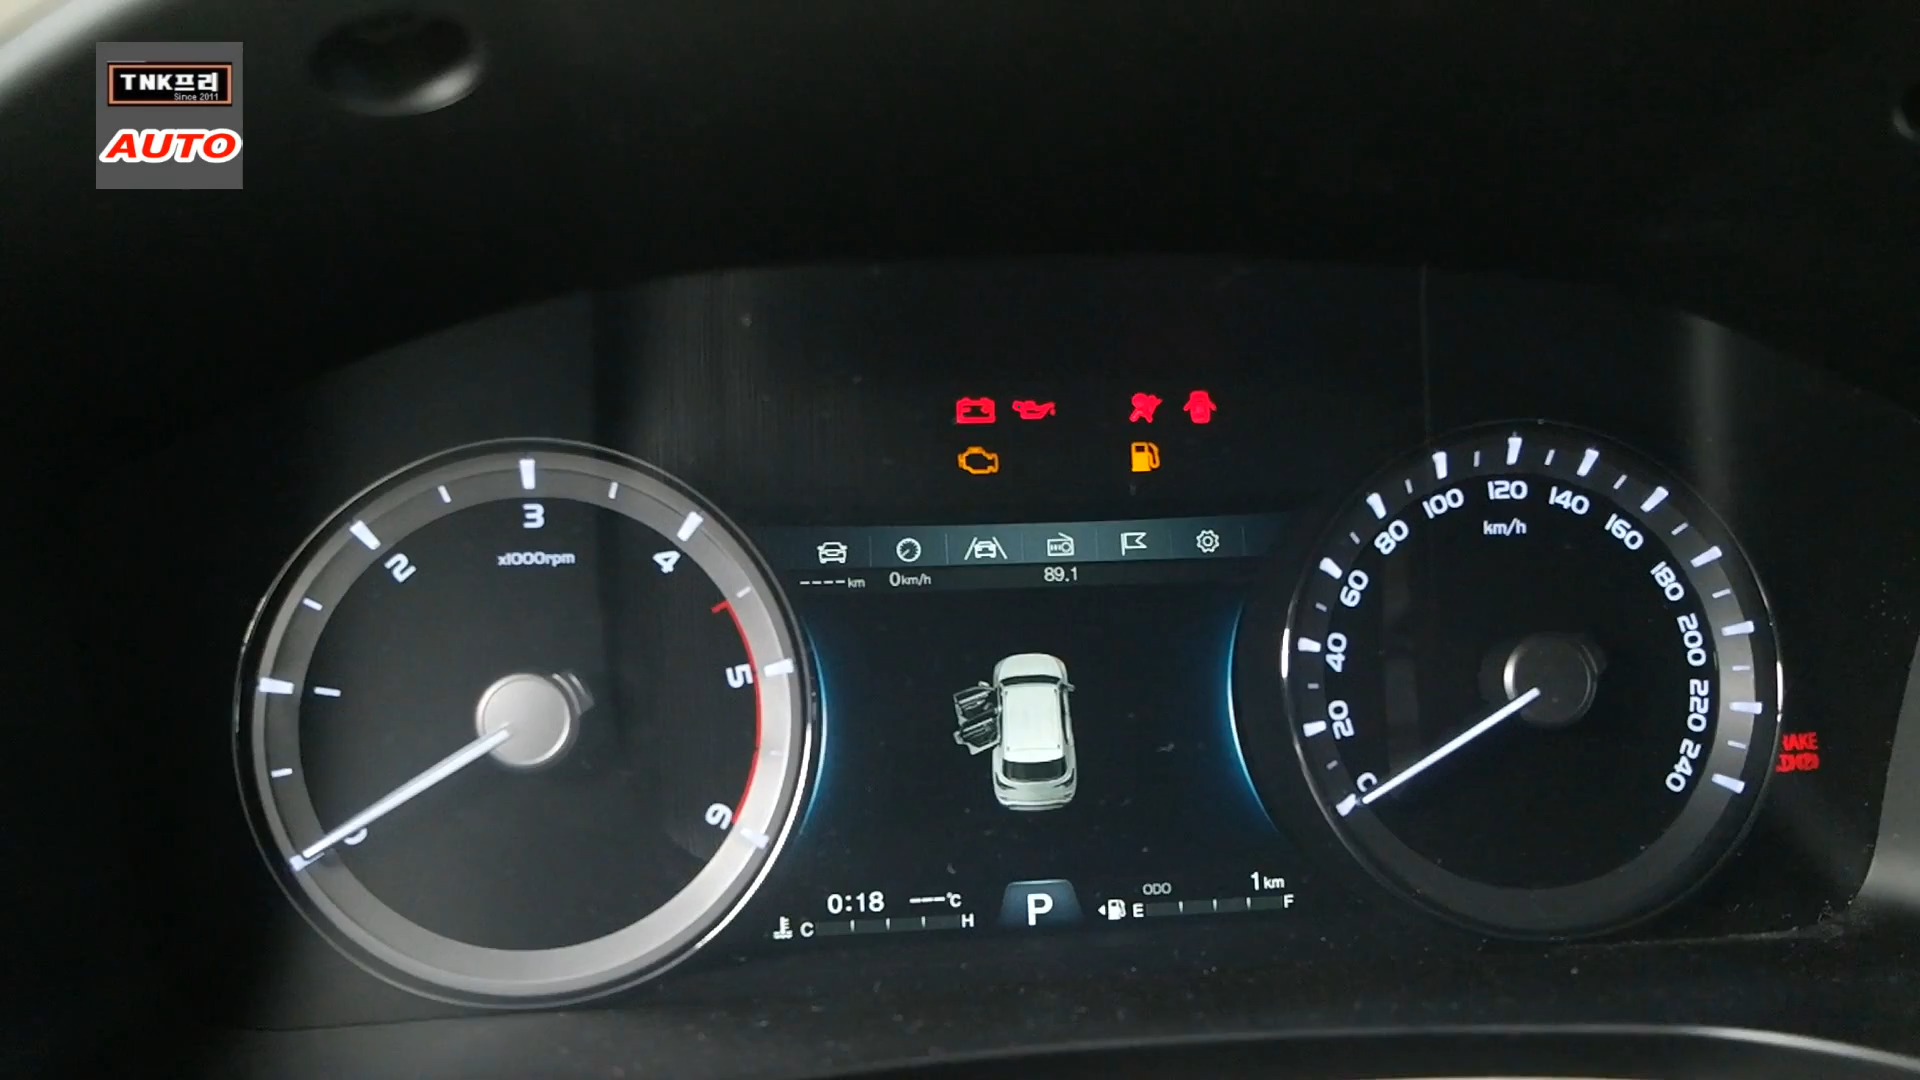 TNK프리
Since 2011
AUTO
x1000rpm
2
3
4
5
6
km/h
20
40
60
80
100
120
140
160
180
200
220
240
----km
0km/h
89.1
0:18
---℃
C
H
P
ODO
1km
E
F